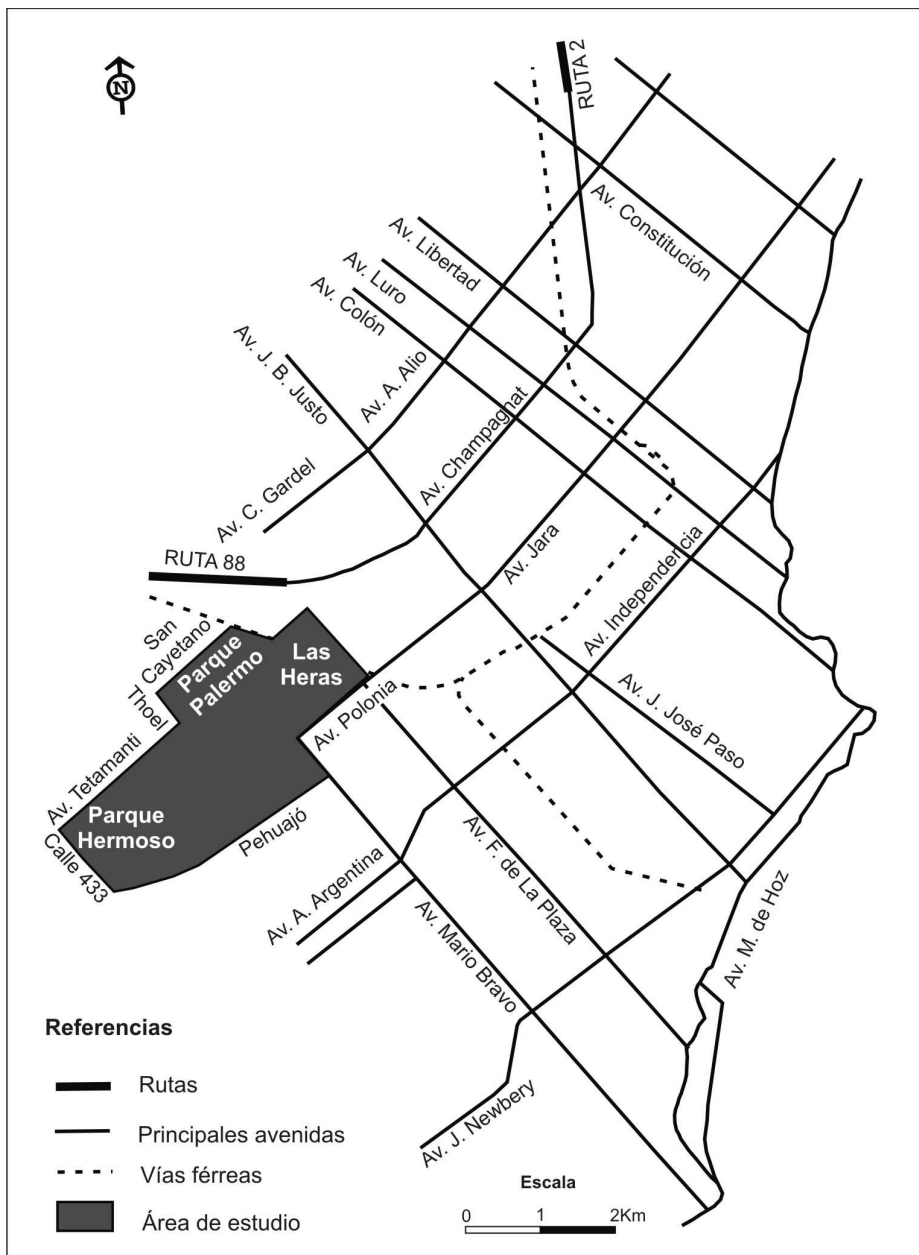 N
RUTA 2
Av. Constitución
Av. Libertad
Av. Luro
Av. Colón
Av. J. B. Justo
Av. A. Alio
Av. Champagnat
Av. C. Gardel
RUTA 88
Av. Jara
Av. Independencia
San
Cayetano
Parque
Palermo
Las
Heras
Thoel
Av. Polonia
Av. J. José Paso
Av. Tetamanti
Parque
Hermoso
Calle 433
Pehuajó
Av. A. Argentina
Av. F. de La Plaza
Av. Mario Bravo
Av. M. de Hoz
Av. J. Newbery
Referencias
Rutas
Principales avenidas
Vías férreas
Área de estudio
Escala
0 1 2Km